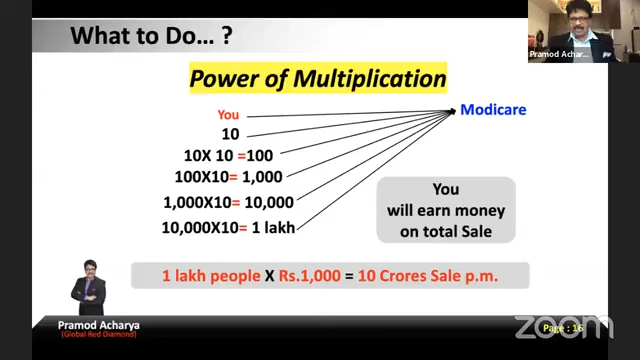 What to Do… ?
Pramod Achar...
Power of Multiplication
You
Modicare
10
10X 10 =100
100X10= 1,000
1,000X10= 10,000
10,000X10= 1 lakh
You
will earn money
on total Sale
1 lakh people X Rs.1,000 = 10 Crores Sale p.m.
Pramod Acharya
(Global Red Diamond)
zoom
Page : 16